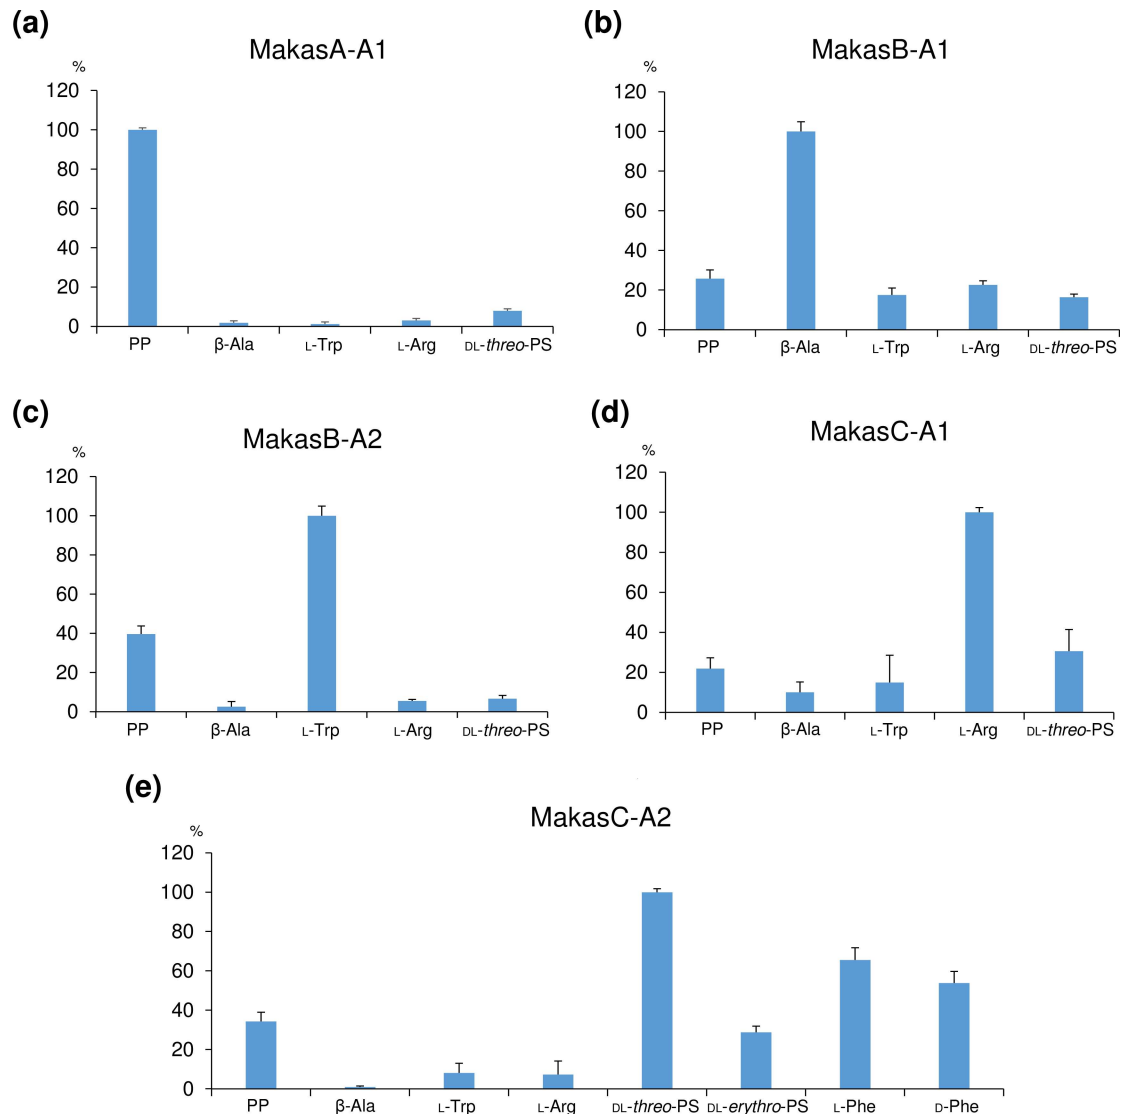 (a)
MakasA-A1
%
120
100
80
60
40
20
0
PP β-Ala L-Trp L-Arg DL-threo-PS
(b)
MakasB-A1
%
120
100
80
60
40
20
0
PP β-Ala L-Trp L-Arg DL-threo-PS
(c)
MakasB-A2
%
120
100
80
60
40
20
0
PP β-Ala L-Trp L-Arg DL-threo-PS
(d)
MakasC-A1
%
120
100
80
60
40
20
0
PP β-Ala L-Trp L-Arg DL-threo-PS
(e)
MakasC-A2
%
120
100
80
60
40
20
0
PP β-Ala L-Trp L-Arg DL-threo-PS DL-erythro-PS L-Phe D-Phe